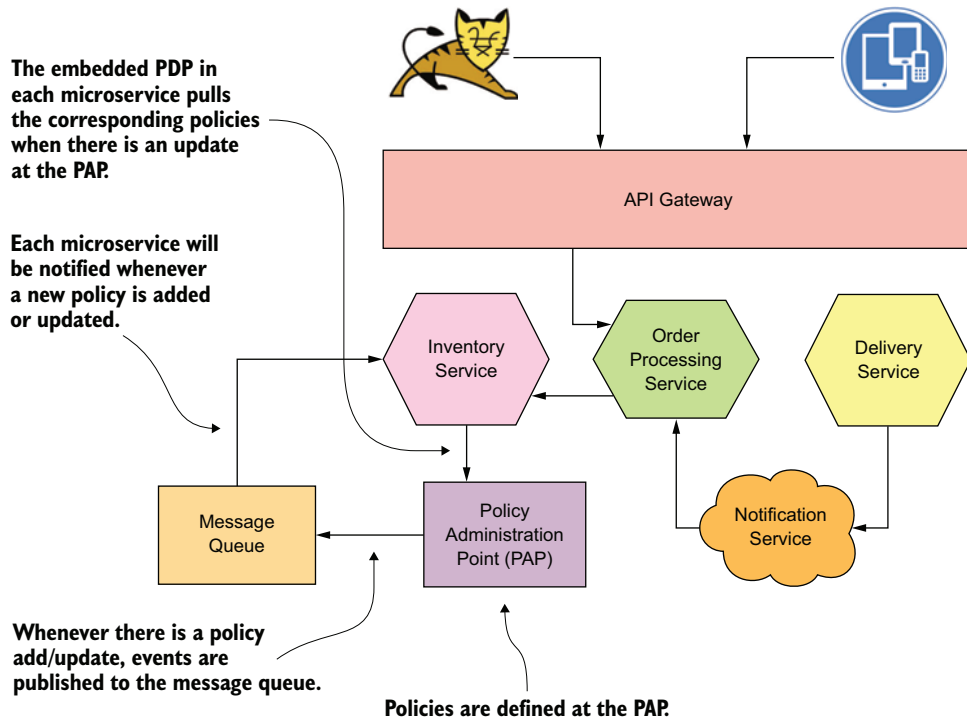 The embedded PDP in
each microservice pulls
the corresponding policies
when there is an update
at the PAP.
API Gateway
Each microservice will
be notified whenever
a new policy is added
or updated.
Inventory
Service
Order
Processing
Service
Delivery
Service
Message
Queue
Policy
Administration
Point (PAP)
Notification
Service
Whenever there is a policy
add/update, events are
published to the message queue.
Policies are defined at the PAP.